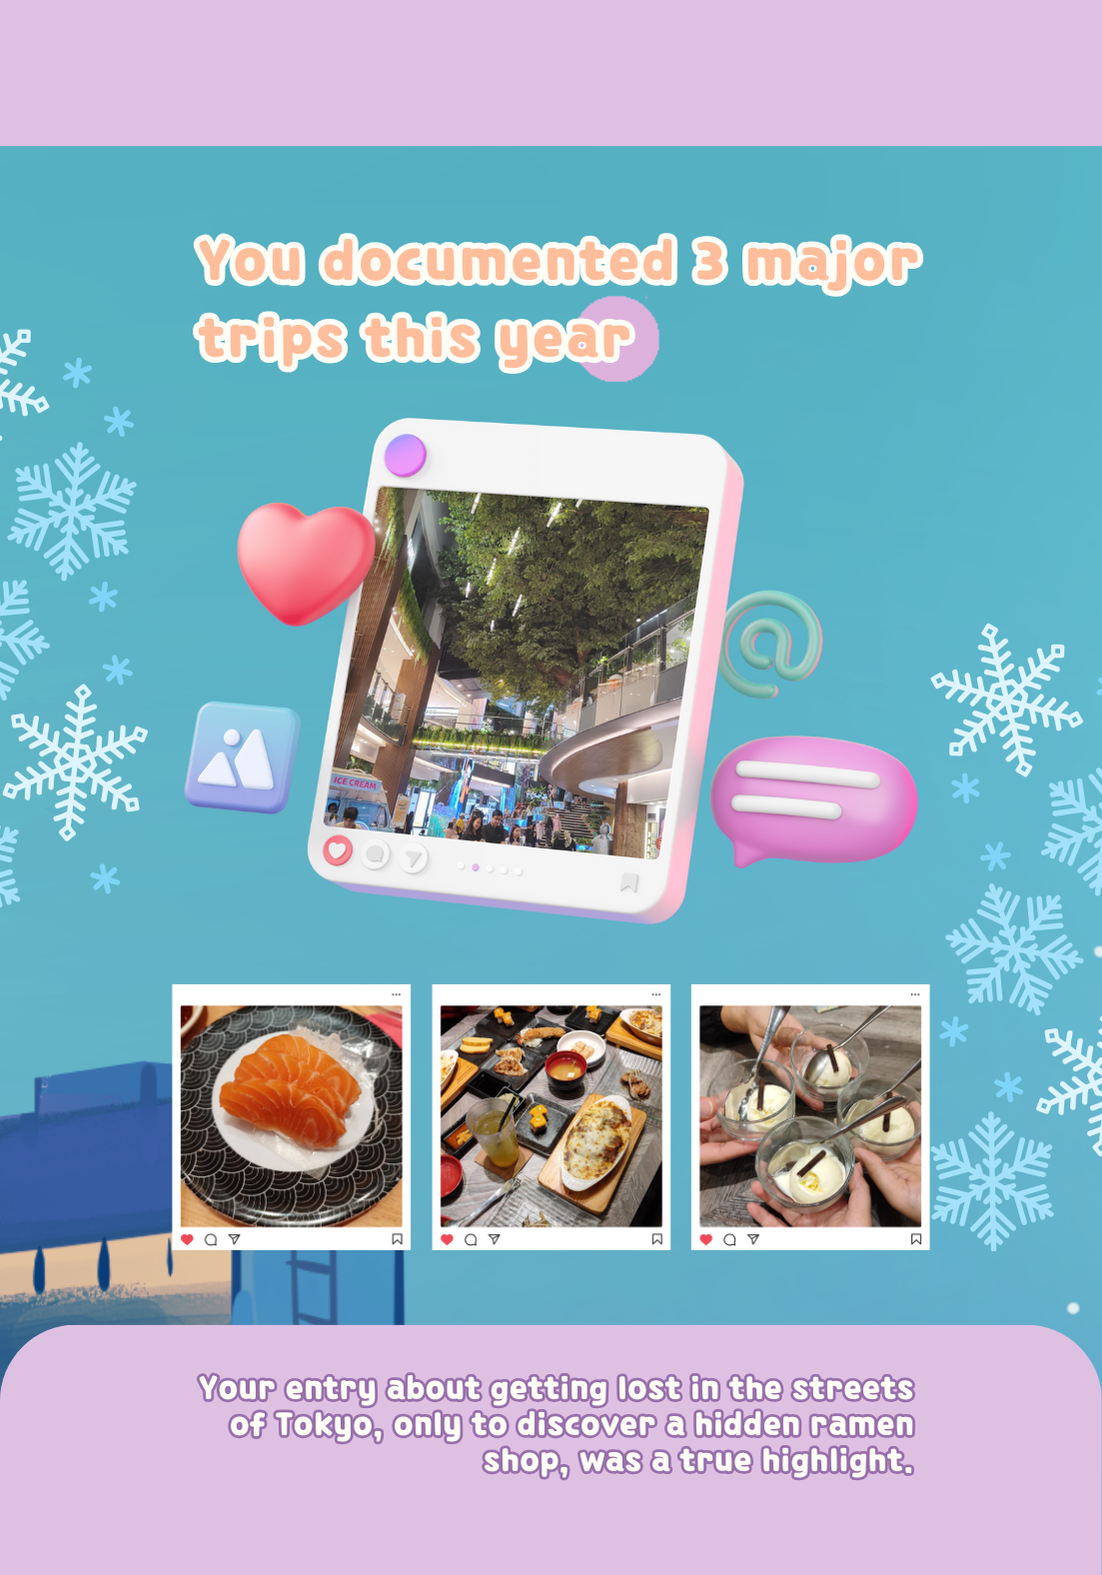 You documented 3 major
trips this year
ICE CREAM
Your entry about getting lost in the streets
of Tokyo, only to discover a hidden ramen
shop, was a true highlight.